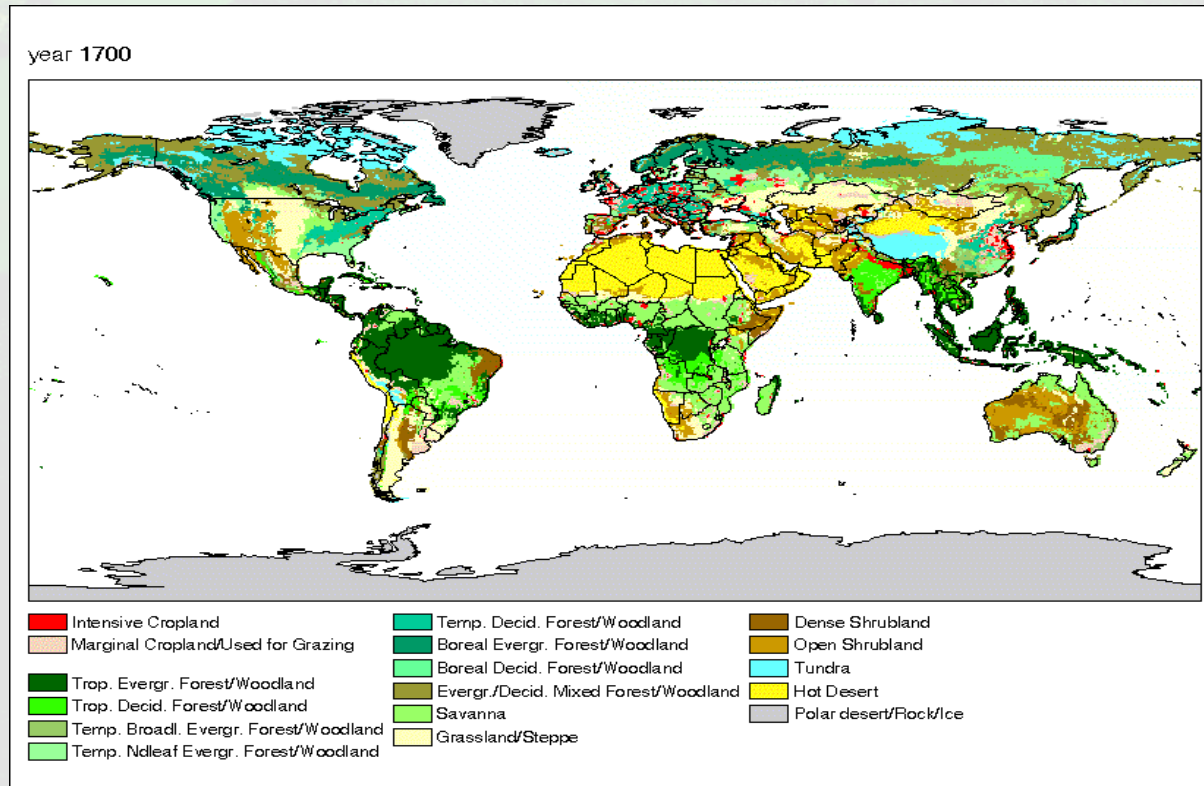 year 1700
Intensive Cropland
Marginal Cropland/Used for Grazing
Trop. Evergr. Forest/Woodland
Trop. Decid. Forest/Woodland
Temp. Broadl. Evergr. Forest/Woodland
Temp. Ndleaf Evergr. Forest/Woodland
Temp. Decid. Forest/Woodland
Boreal Evergr. Forest/Woodland
Boreal Decid. Forest/Woodland
Evergr./Decid. Mixed Forest/Woodland
Savanna
Grassland/Steppe
Dense Shrubland
Open Shrubland
Tundra
Hot Desert
Polar desert/Rock/Ice